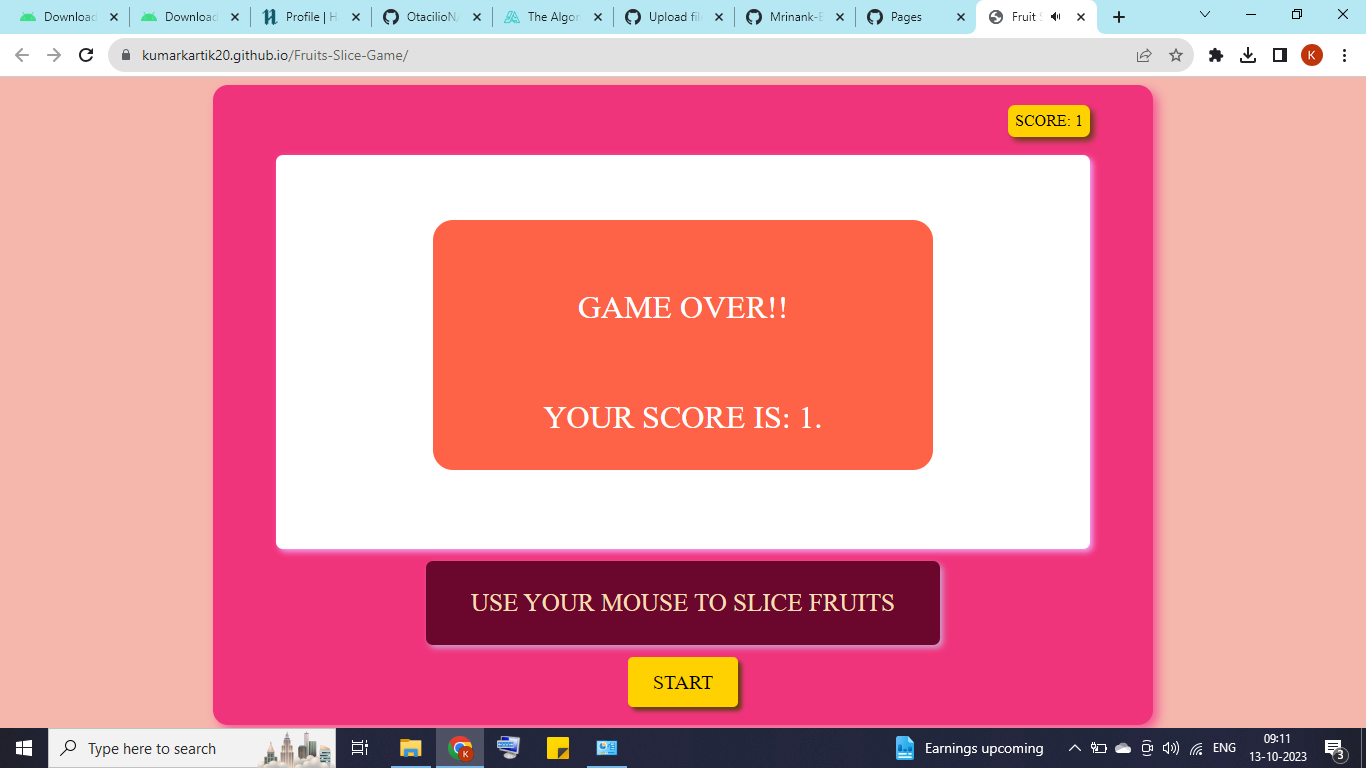 Download
Download
Profile | H
OtacilioN
The Algor
Upload file
Mrinank-B
Pages
Fruit S
kumarkartik20.github.io/Fruits-Slice-Game/
K
SCORE: 1
GAME OVER!!
YOUR SCORE IS: 1.
USE YOUR MOUSE TO SLICE FRUITS
START
Type here to search
K
Earnings upcoming
ENG
09:11
13-10-2023
3